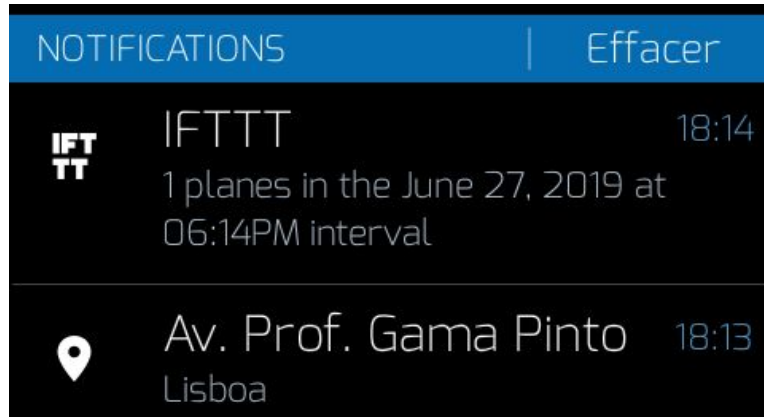 NOTIFICATIONS
Effacer
IFT
TT
IFTTT
18:14
1 planes in the June 27, 2019 at
06:14PM interval
Av. Prof. Gama Pinto
18:13
Lisboa